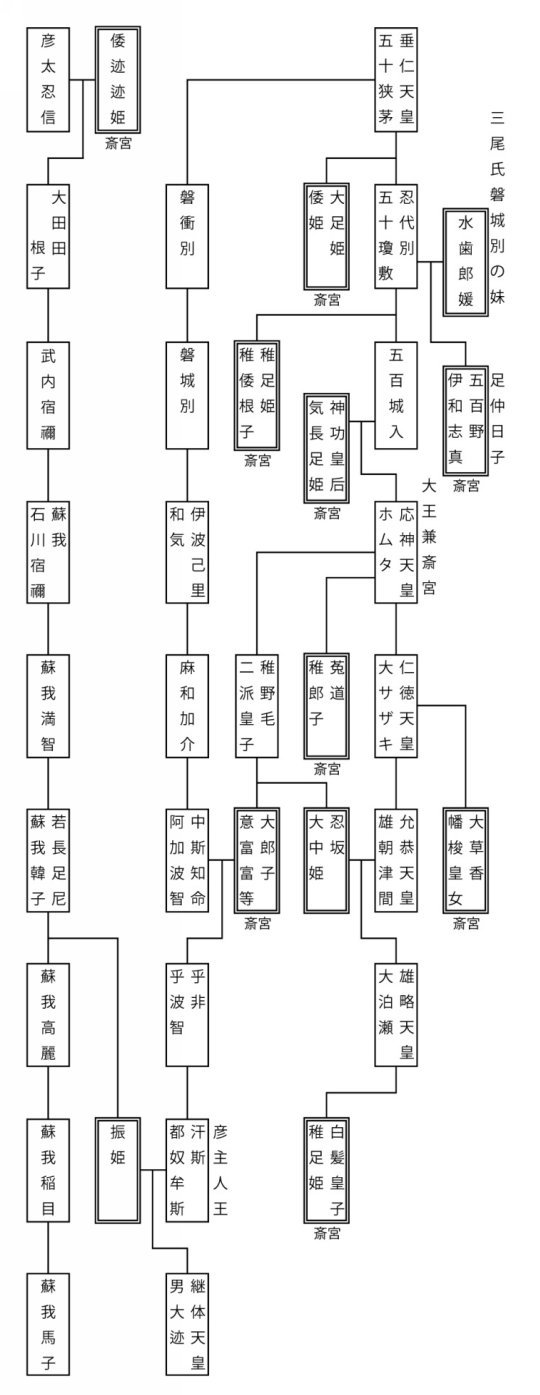 垂仁天皇
五十狭茅
倭迹迹姫
斎宮
彦太忍信
三尾氏磐城別の妹
水歯郎媛
忍代別
五十瓊敷
大足姫
倭姫
斎宮
磐衝別
大田田
根子
足仲日子
五百野
伊和志真
斎宮
五百城入
神功皇后
気長足姫
斎宮
稚足姫
稚倭根子
斎宮
磐城別
武内宿禰
大王兼斎宮
応神天皇
ホムタ
伊波己里
和気
蘇我
石川宿禰
仁徳天皇
大サザキ
菟道
稚郎子
斎宮
稚野毛
二派皇子
麻和加介
蘇我満智
大草香
幡梭皇女
斎宮
允恭天皇
雄朝津間
忍坂
大中姫
大郎子
意富富等
斎宮
中斯知命
阿加波智
若長足尼
蘇我韓子
雄略天皇
大泊瀬
乎非
乎波智
蘇我高麗
白髪皇子
稚足姫
斎宮
彦主人王
汗斯
都奴牟斯
振姫
蘇我稲目
継体天皇
男大迹
蘇我馬子